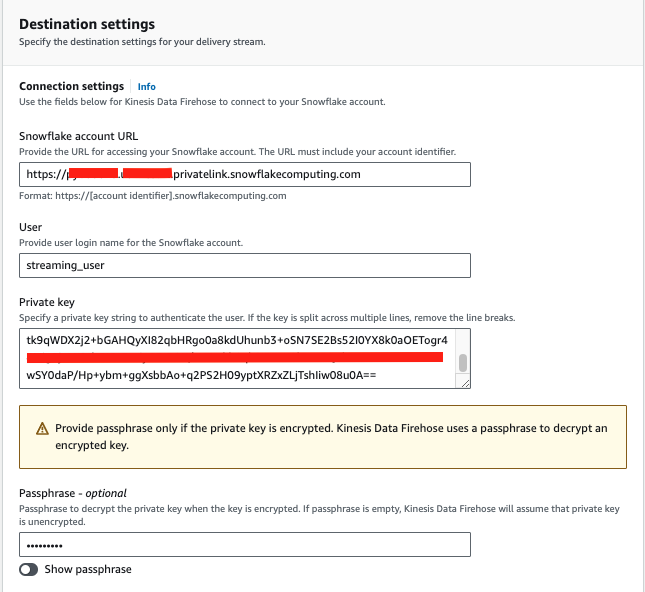 Destination settings
Specify the destination settings for your delivery stream.
Connection settings Info
Use the fields below for Kinesis Data Firehose to connect to your Snowflake account.
Snowflake account URL
Provide the URL for accessing your Snowflake account. The URL must include your account identifier.
https://p .u .privatelink.snowflakecomputing.com
Format: https://[account identifier].snowflakecomputing.com
User
Provide user login name for the Snowflake account.
streaming_user
Private key
Specify a private key string to authenticate the user. If the key is split across multiple lines, remove the line breaks.
tk9qWDX2j2+bGAHQyXI82qbHRgo0a8kdUhunb3+oSN7SE2Bs52I0YX8k0aOETogr4
wSY0daP/Hp+ybm+ggXsbbAo+q2PS2H09yptXRZxZLjTshIiw08u0A==
Provide passphrase only if the private key is encrypted. Kinesis Data Firehose uses a passphrase to decrypt an
encrypted key.
Passphrase - optional
Passphrase to decrypt the private key when the key is encrypted. If passphrase is empty, Kinesis Data Firehose will assume that private key
is unencrypted.
•••••••••
Show passphrase